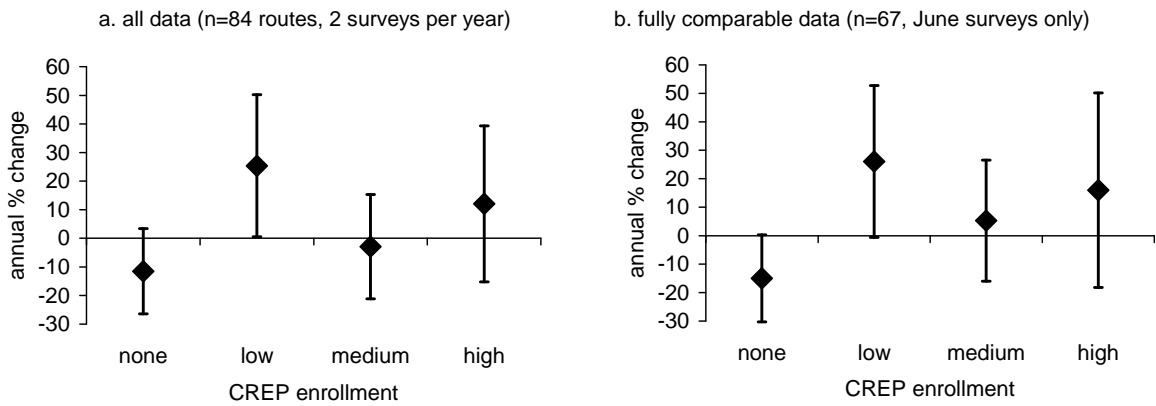 a. all data (n=84 routes, 2 surveys per year)
60
50
40
30
20
10
0
-10
-20
-30
annual % change
none low medium high
CREP enrollment
b. fully comparable data (n=67, June surveys only)
60
50
40
30
20
10
0
-10
-20
-30
annual % change
none low medium high
CREP enrollment